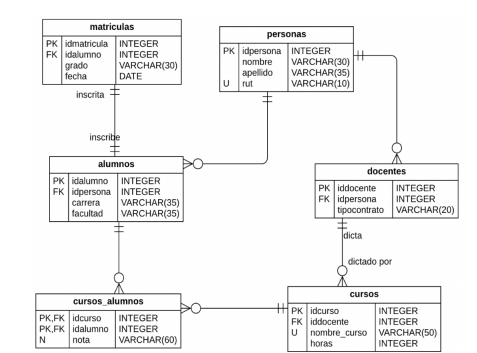 matriculas
PK idmatricula INTEGER
FK idalumno INTEGER
grado VARCHAR(30)
fecha DATE
personas
PK idpersona INTEGER
nombre VARCHAR(30)
apellido VARCHAR(35)
U rut VARCHAR(10)
inscrita
inscribe
alumnos
PK idalumno INTEGER
FK idpersona INTEGER
carrera VARCHAR(35)
facultad VARCHAR(35)
docentes
PK iddocente INTEGER
FK idpersona INTEGER
tipocontrato VARCHAR(20)
dicta
dictado por
cursos_alumnos
PK,FK idcurso INTEGER
PK,FK idalumno INTEGER
N nota VARCHAR(60)
cursos
PK idcurso INTEGER
FK iddocente INTEGER
U nombre_curso VARCHAR(50)
horas INTEGER